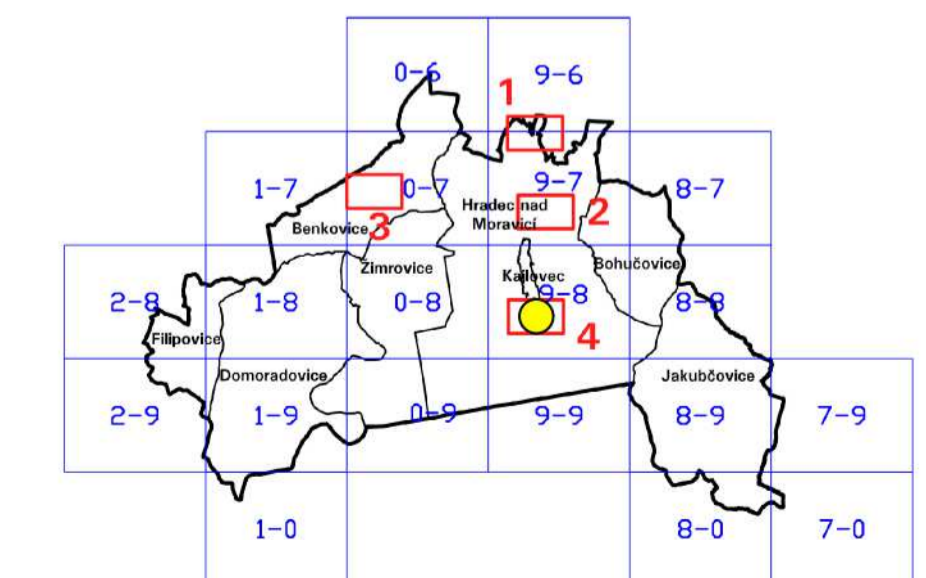 0-6
9-6
1
1-7
0-7
9-7
8-7
Hradec nad
Moravicí
2
3
Benkovice
Žimrovice
Kajlovec
Bohučovice
2-8
1-8
0-8
9-8
8-8
4
Filipovice
Domoradovice
Jakubčovice
2-9
1-9
0-9
9-9
8-9
7-9
1-0
8-0
7-0